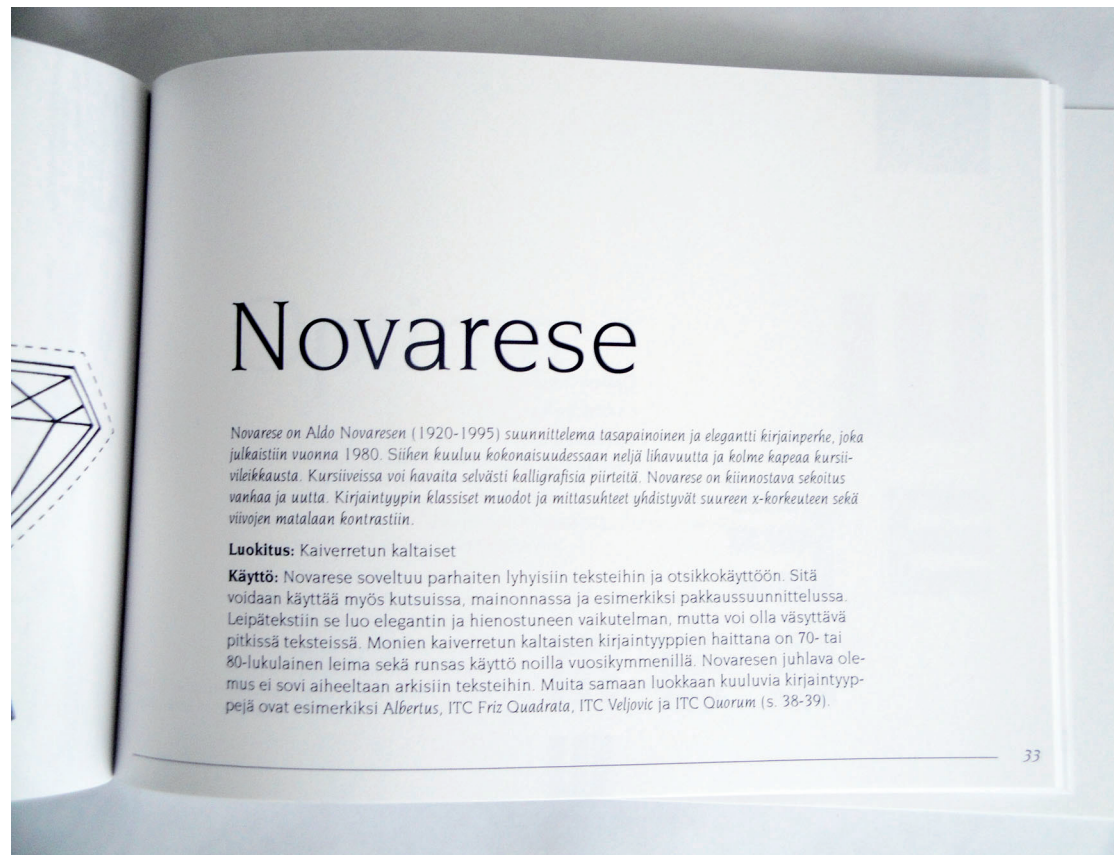 Novarese
Novarese on Aldo Novaresen (1920-1995) suunnittelema tasapainoinen ja elegantti kirjainperhe, joka
julkaistiin vuonna 1980. Siihen kuuluu kokonaisuudessaan neljä lihavuutta ja kolme kapeaa kursii-
vileikkausta. Kursiiveissa voi havaita selvästi kalligrafisia piirteitä. Novarese on kiinnostava sekoitus
vanhaa ja uutta. Kirjaintyypin klassiset muodot ja mittasuhteet yhdistyvät suureen x-korkeuteen sekä
viivojen matalaan kontrastiin.
Luokitus: Kaiverretun kaltaiset
Käyttö: Novarese soveltuu parhaiten lyhyisiin teksteihin ja otsikkokäyttöön. Sitä
voidaan käyttää myös kutsuissa, mainonnassa ja esimerkiksi pakkaussuunnittelussa.
Leipätekstiin se luo elegantin ja hienostuneen vaikutelman, mutta voi olla väsyttävä
pitkissä teksteissä. Monien kaiverretun kaltaisten kirjaintyyppien haittana on 70- tai
80-lukulainen leima sekä runsas käyttö noilla vuosikymmenillä. Novaresen juhlava ole-
mus ei sovi aiheeltaan arkisiin teksteihin. Muita samaan luokkaan kuuluvia kirjaintyyp-
pejä ovat esimerkiksi Albertus, ITC Friz Quadrata, ITC Veljovic ja ITC Quorum (s. 38-39).
33